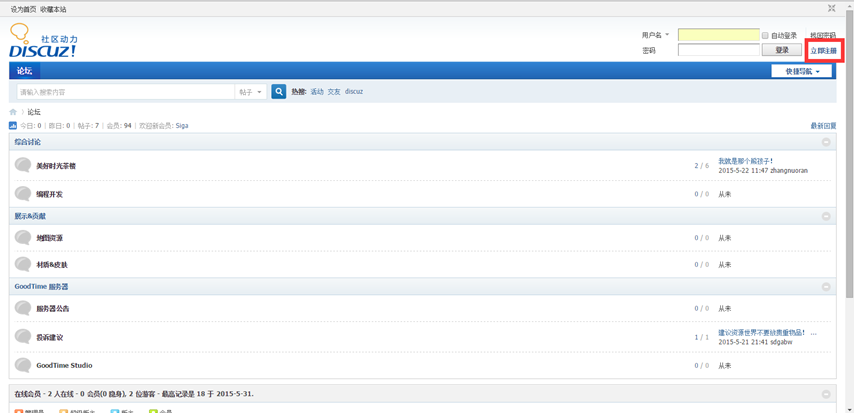 设为首页 收藏本站
社区动力
DISCUZ!
用户名
自动登录
找回密码
密码
登录
立即注册
论坛
快捷导航
请输入搜索内容
帖子
热搜: 活动 交友 discuz
论坛
今日: 0 | 昨日: 0 | 帖子: 7 | 会员: 94 | 欢迎新会员: Siga
最新回复
综合讨论
美好时光茶楼
2 / 6
我就是那个熊孩子!
2015-5-22 11:47 zhangnuoran
编程开发
0 / 0
从未
展示&贡献
地图资源
0 / 0
从未
材质&皮肤
0 / 0
从未
GoodTime 服务器
服务器公告
0 / 0
从未
投诉建议
1 / 1
建议资源世界不要放贵重物品! ...
2015-5-21 21:41 sdgabw
GoodTime Studio
0 / 0
从未
在线会员 - 2 人在线 - 0 会员(0 隐身), 2 位游客 - 最高记录是 18 于 2015-5-31.